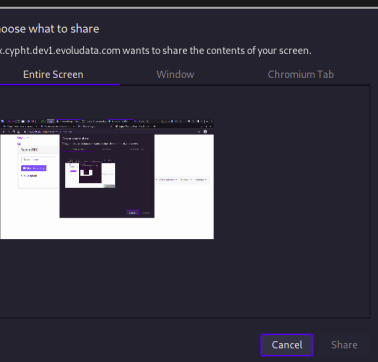 oose what to share
x.cypht.dev1.evoludata.com wants to share the contents of your screen.
Entire Screen Window Chromium Tab
Cancel Share